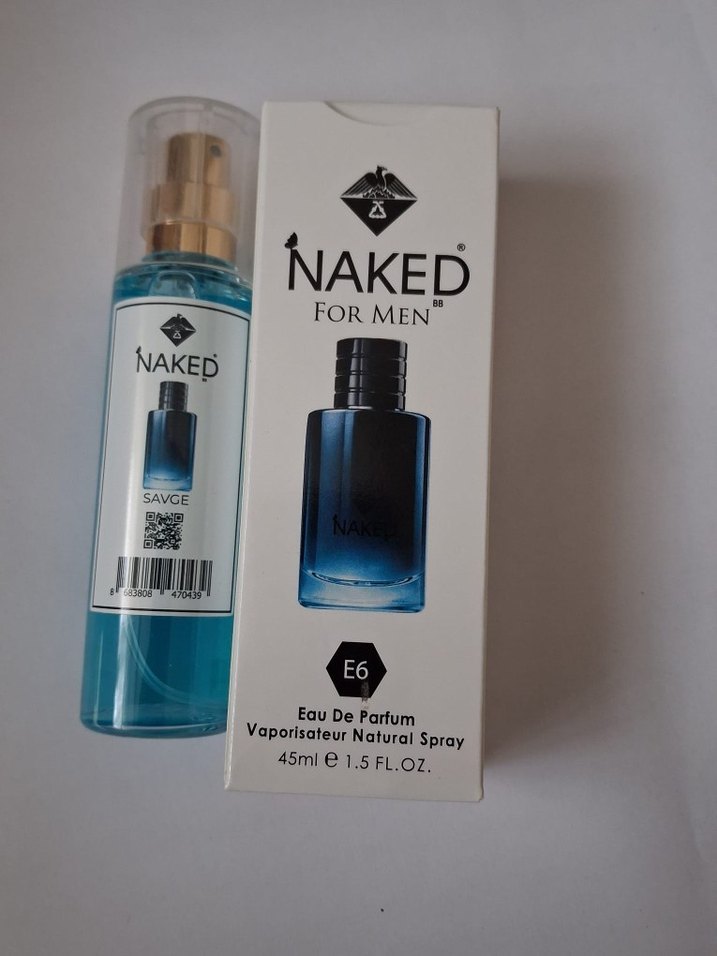 NAKED
BB
SAVGE
8 683808 470439
NAKED®
BB
FOR MEN
NAKED
E6
Eau De Parfum
Vaporisateur Natural Spray
45ml e 1.5 FL.OZ.